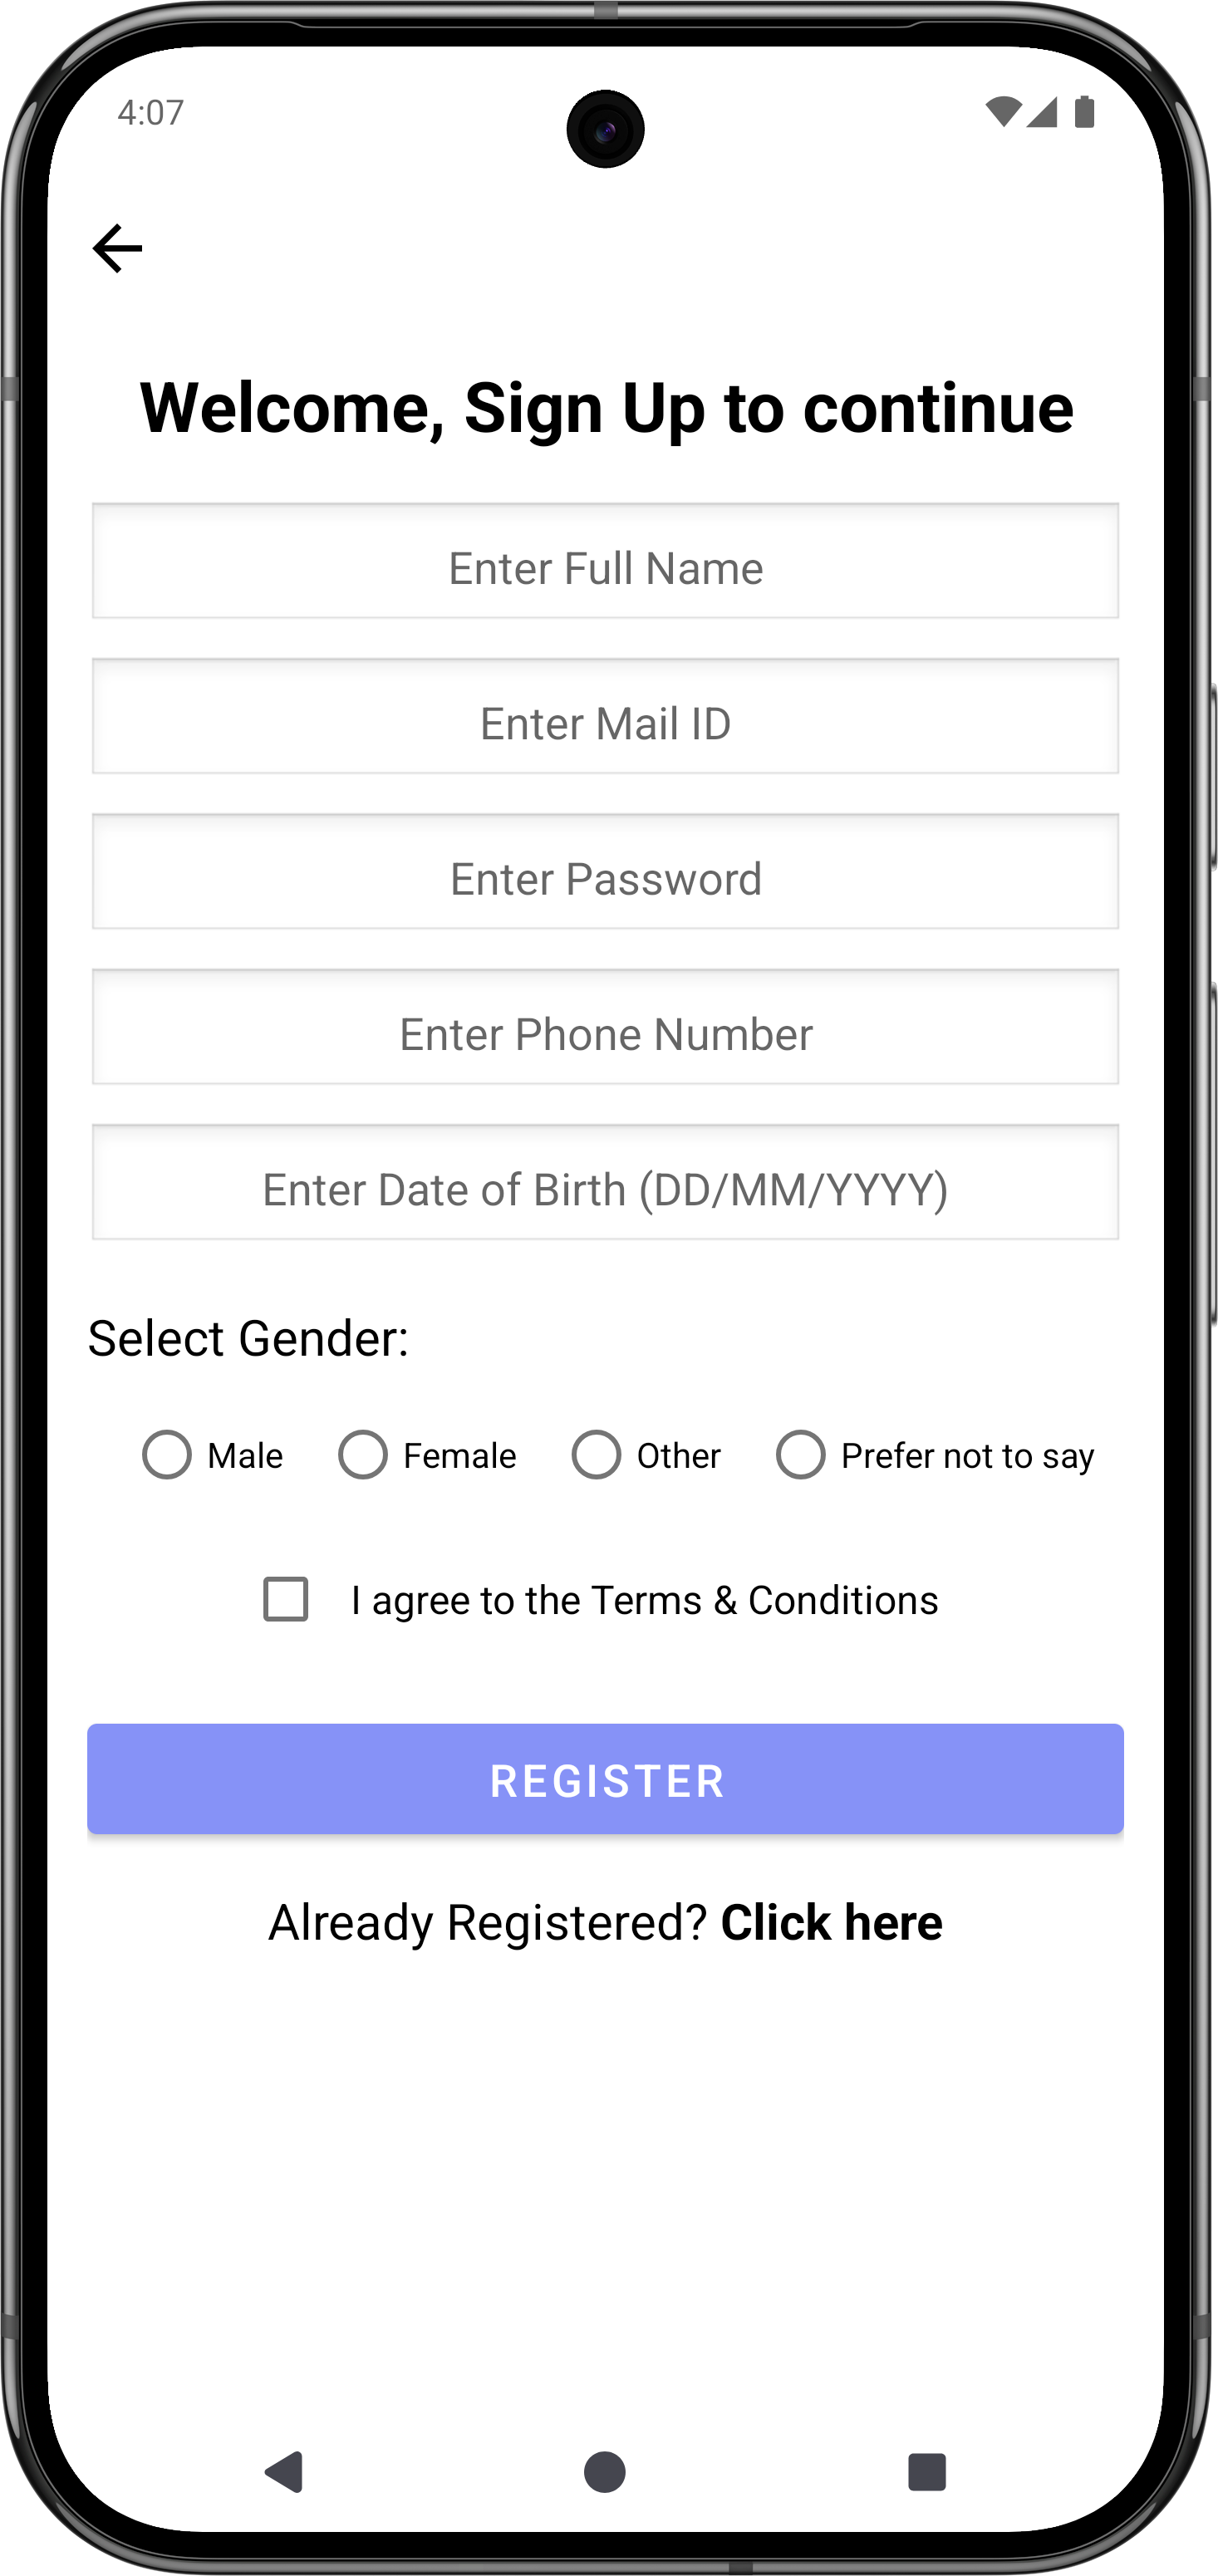 4:07
Welcome, Sign Up to continue
Enter Full Name
Enter Mail ID
Enter Password
Enter Phone Number
Enter Date of Birth (DD/MM/YYYY)
Select Gender:
Male Female Other Prefer not to say
I agree to the Terms & Conditions
REGISTER
Already Registered? Click here